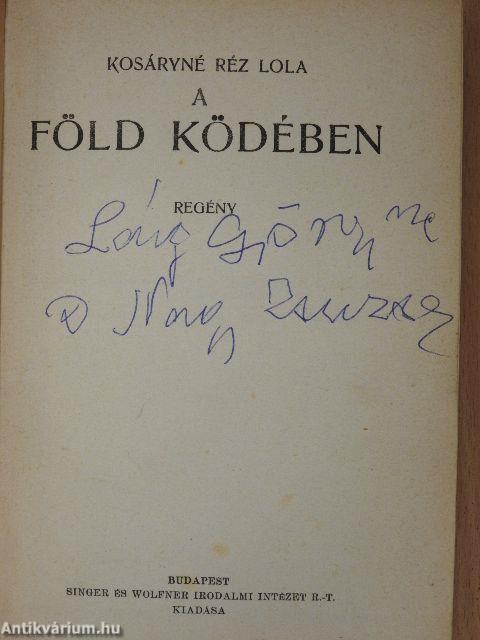 KOSÁRYNÉ RÉZ LOLA
A
FÖLD KÖDÉBEN
REGÉNY
Láng Györgyné
D Nagy Zsuzsa
BUDAPEST
SINGER ÉS WOLFNER IRODALMI INTÉZET R.-T.
KIADÁSA
Antikvárium.hu